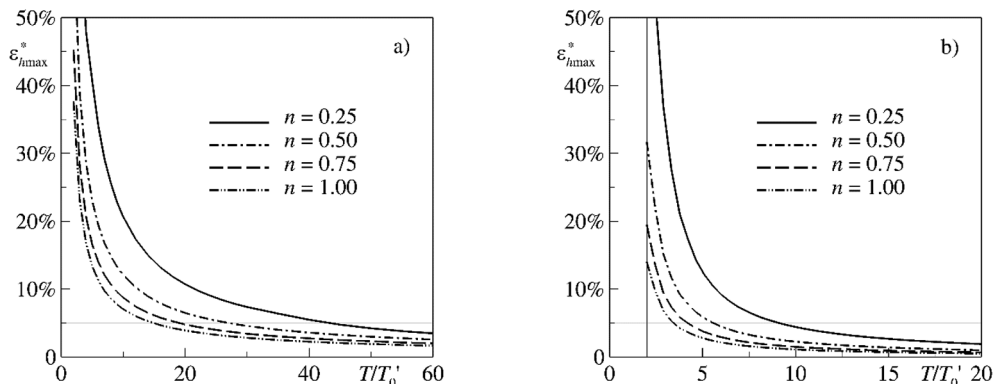 50%
ε*hmax
a)
40%
n = 0.25
n = 0.50
30%
n = 0.75
n = 1.00
20%
10%
0
0 20 40 T/T0' 60
50%
ε*hmax
b)
40%
n = 0.25
n = 0.50
30%
n = 0.75
n = 1.00
20%
10%
0
0 5 10 15 T/T0' 20